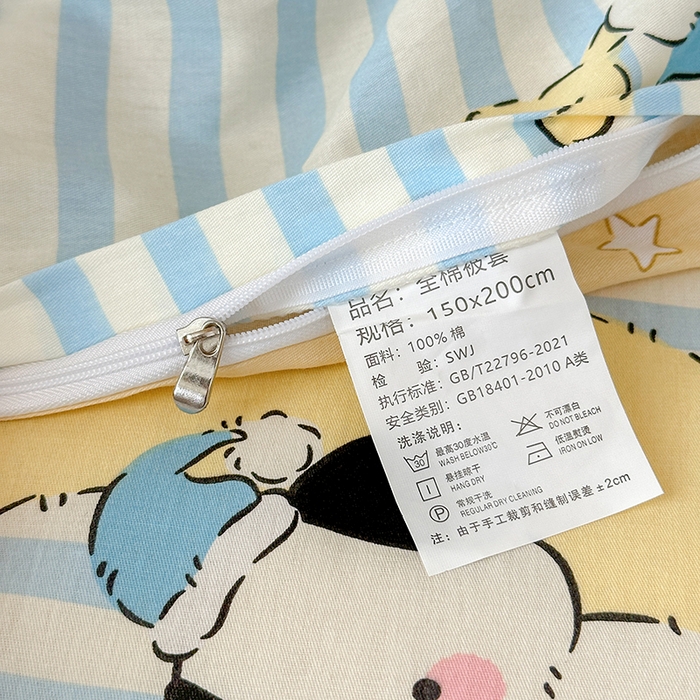 品名：全棉被套
规格：150x200cm
面料：100% 棉
检 验：SWJ
执行标准：GB/T22796-2021
安全类别：GB18401-2010 A类
洗涤说明：
30 最高30度水温 不可漂白
WASH BELOW30℃ DO NOT BLEACH
悬挂晾干 低温熨烫
HANG DRY IRON ON LOW
P 常规干洗
REGULAR DRY CLEANING
注：由于手工裁剪和缝制误差±2cm